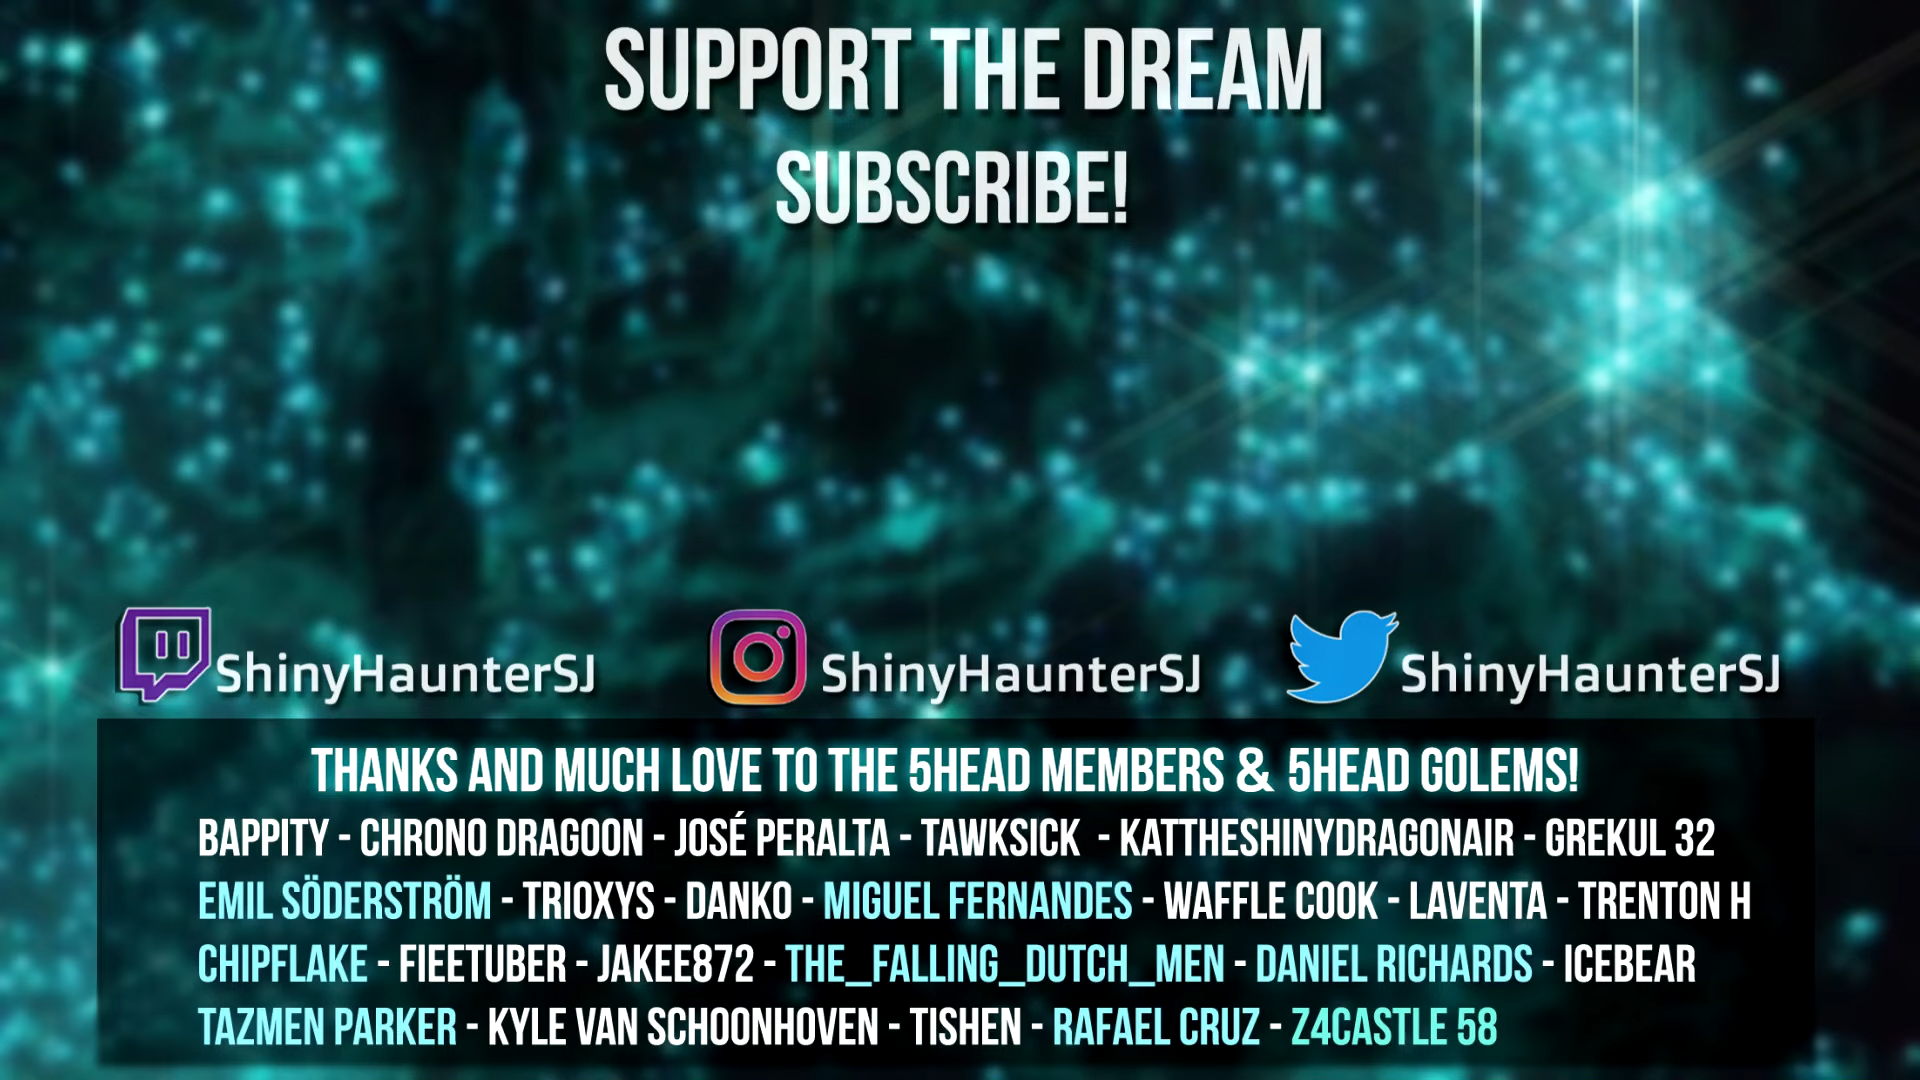 SUPPORT THE DREAM
SUBSCRIBE!
ShinyHaunterSJ ShinyHaunterSJ ShinyHaunterSJ
THANKS AND MUCH LOVE TO THE 5HEAD MEMBERS & 5HEAD GOLEMS!
BAPPITY - CHRONO DRAGOON - JOSÉ PERALTA - TAWKSICK - KATTHESHINYDRAGONAIR - GREKUL 32
EMIL SÖDERSTRÖM - TRIOXYS - DANKO - MIGUEL FERNANDES - WAFFLE COOK - LAVENTA - TRENTON H
CHIPFLAKE - FIEETUBER - JAKEE872 - THE_FALLING_DUTCH_MEN - DANIEL RICHARDS - ICEBEAR
TAZMEN PARKER - KYLE VAN SCHOONHOVEN - TISHEN - RAFAEL CRUZ - Z4CASTLE 58